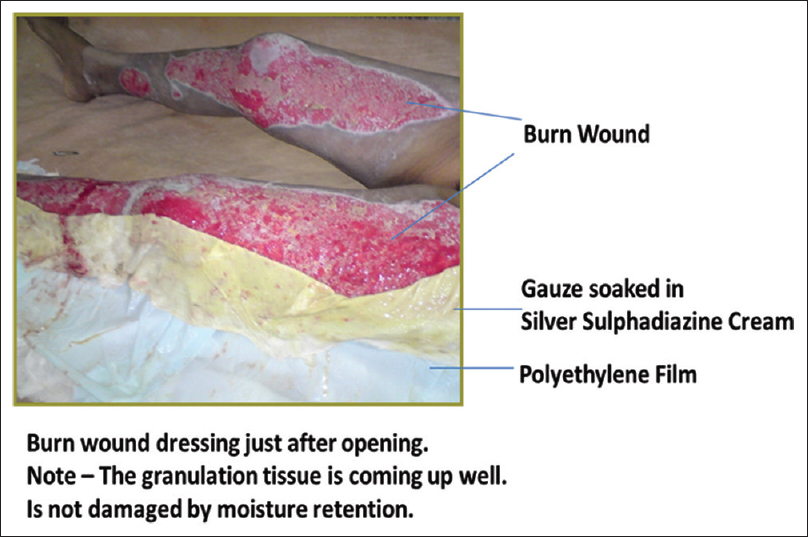 Burn Wound
Gauze soaked in
Silver Sulphadiazine Cream
Polyethylene Film
Burn wound dressing just after opening.
Note – The granulation tissue is coming up well.
Is not damaged by moisture retention.